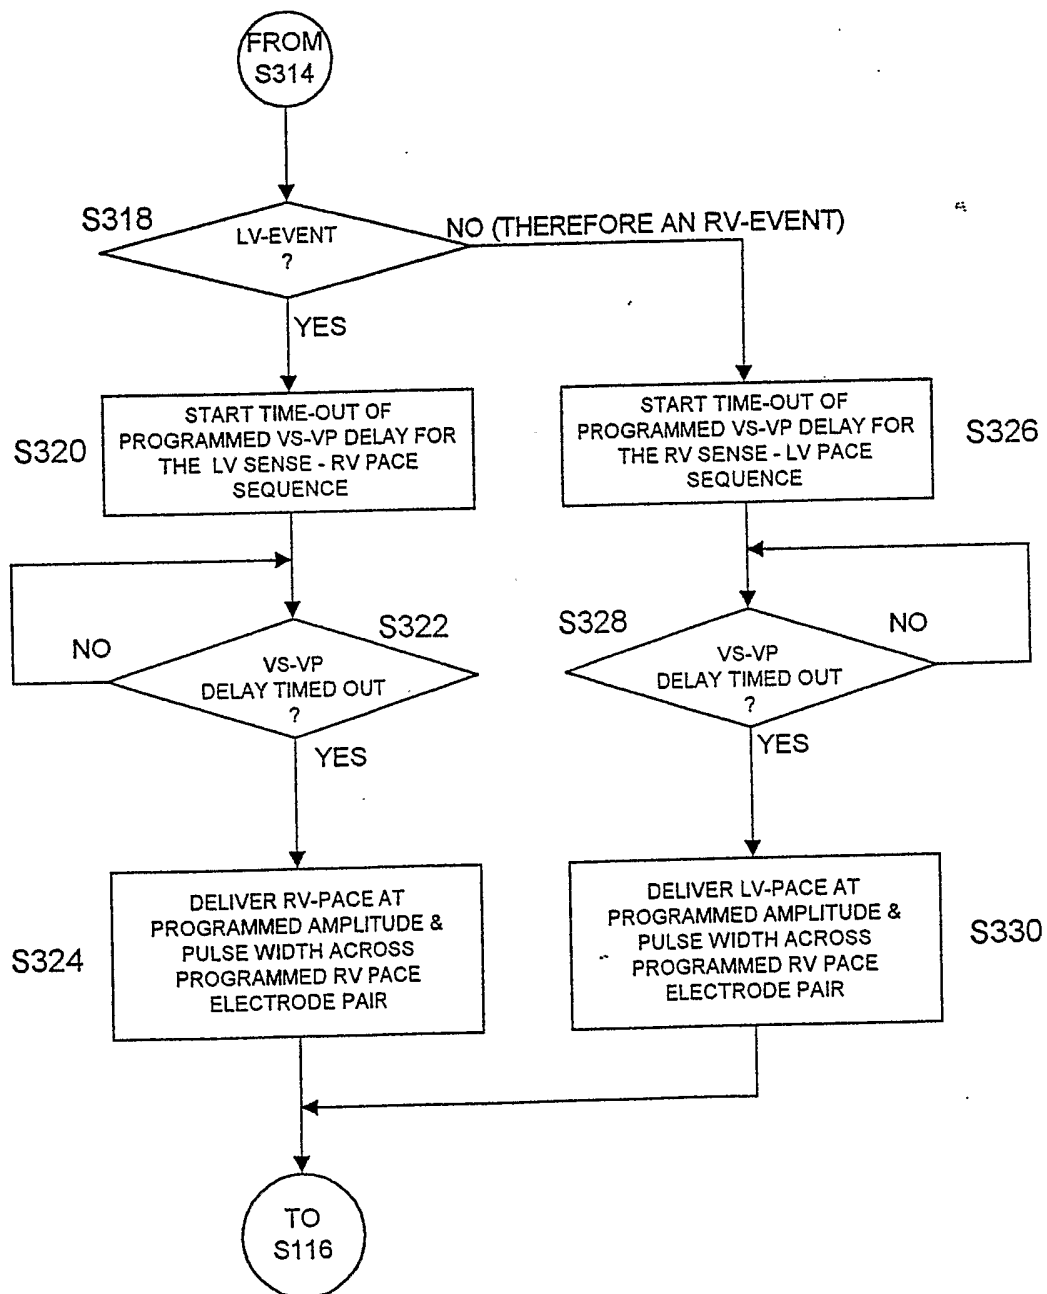 FROM
S314
S318
LV-EVENT
?
NO (THEREFORE AN RV-EVENT)
YES
S320
START TIME-OUT OF
PROGRAMMED VS-VP DELAY FOR
THE LV SENSE - RV PACE
SEQUENCE
START TIME-OUT OF
PROGRAMMED VS-VP DELAY FOR
THE RV SENSE - LV PACE
SEQUENCE
S326
NO
S322
VS-VP
DELAY TIMED OUT
?
YES
S328
NO
VS-VP
DELAY TIMED OUT
?
YES
S324
DELIVER RV-PACE AT
PROGRAMMED AMPLITUDE &
PULSE WIDTH ACROSS
PROGRAMMED RV PACE
ELECTRODE PAIR
DELIVER LV-PACE AT
PROGRAMMED AMPLITUDE &
PULSE WIDTH ACROSS
PROGRAMMED RV PACE
ELECTRODE PAIR
S330
TO
S116